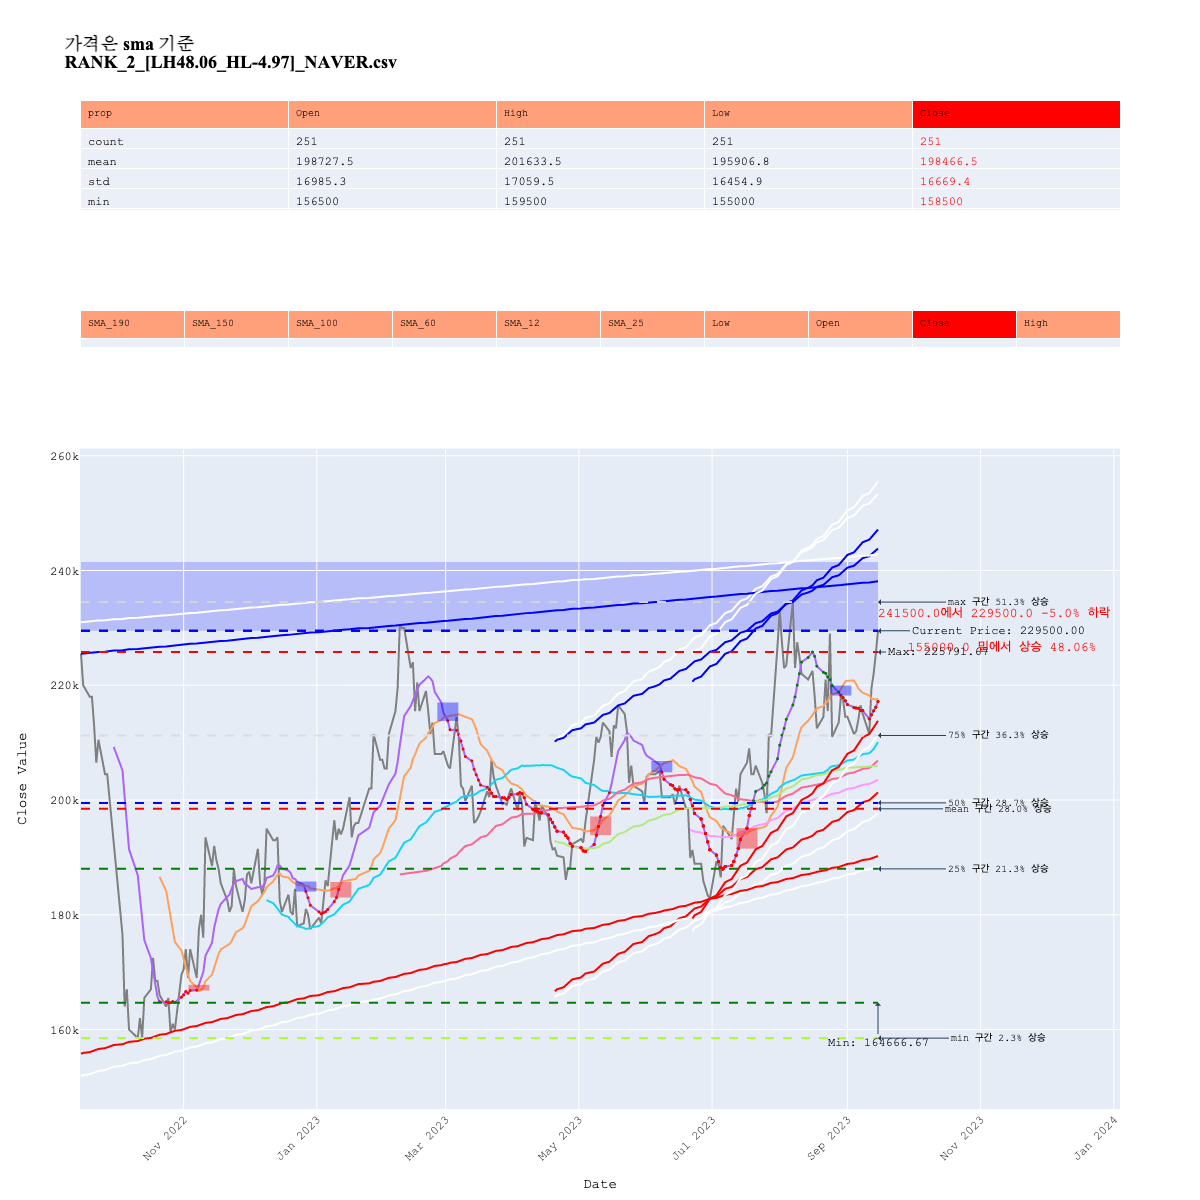 가격은 sma 기준
RANK_2_[LH48.06_HL-4.97]_NAVER.csv
prop Open High Low Close
count 251 251 251 251
mean 198727.5 201633.5 195906.8 198466.5
std 16985.3 17059.5 16454.9 16669.4
min 156500 159500 155000 158500
SMA_190 SMA_150 SMA_100 SMA_60 SMA_12 SMA_25 Low Open Close High
260k
240k
max 구간 51.3% 상승
241500.0에서 229500.0 -5.0% 하락
Current Price: 229500.00
155000.0 밑에서 상승 48.06%
Max: 225791.67
220k
75% 구간 36.3% 상승
200k
50% 구간 28.7% 상승
mean 구간 28.0% 상승
25% 구간 21.3% 상승
180k
160k
min 구간 2.3% 상승
Min: 164666.67
Close Value
Nov 2022 Jan 2023 Mar 2023 May 2023 Jul 2023 Sep 2023 Nov 2023 Jan 2024
Date